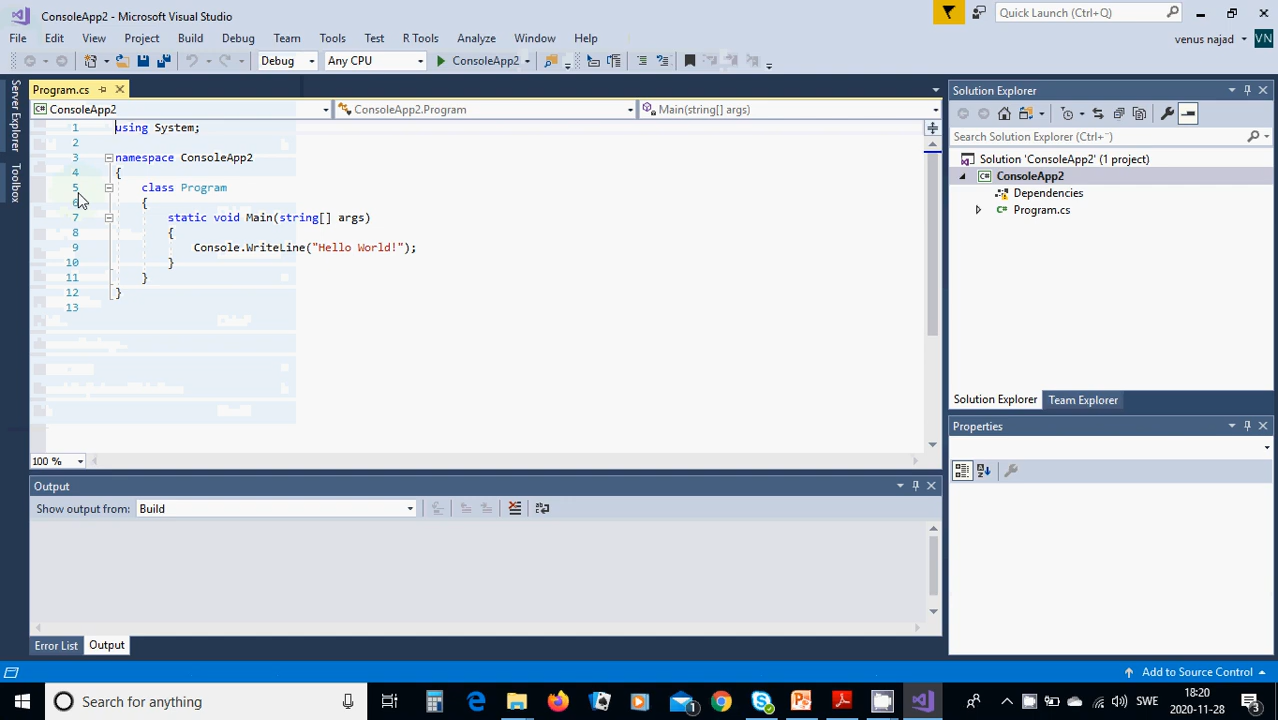 ConsoleApp2 - Microsoft Visual Studio
Quick Launch (Ctrl+Q)
File Edit View Project Build Debug Team Tools Test R Tools Analyze Window Help
venus najad VN
Debug Any CPU ConsoleApp2
Server Explorer
Toolbox
Program.cs
ConsoleApp2 ConsoleApp2.Program Main(string[] args)
1 using System;
2
3 namespace ConsoleApp2
4 {
5 class Program
6 {
7 static void Main(string[] args)
8 {
9 Console.WriteLine("Hello World!");
10 }
11 }
12 }
13
100 %
Output
Show output from: Build
Error List Output
Solution Explorer
Search Solution Explorer (Ctrl+¨)
Solution 'ConsoleApp2' (1 project)
ConsoleApp2
Dependencies
Program.cs
Solution Explorer Team Explorer
Properties
Add to Source Control
Search for anything
1
SWE
18:20
2020-11-28
3